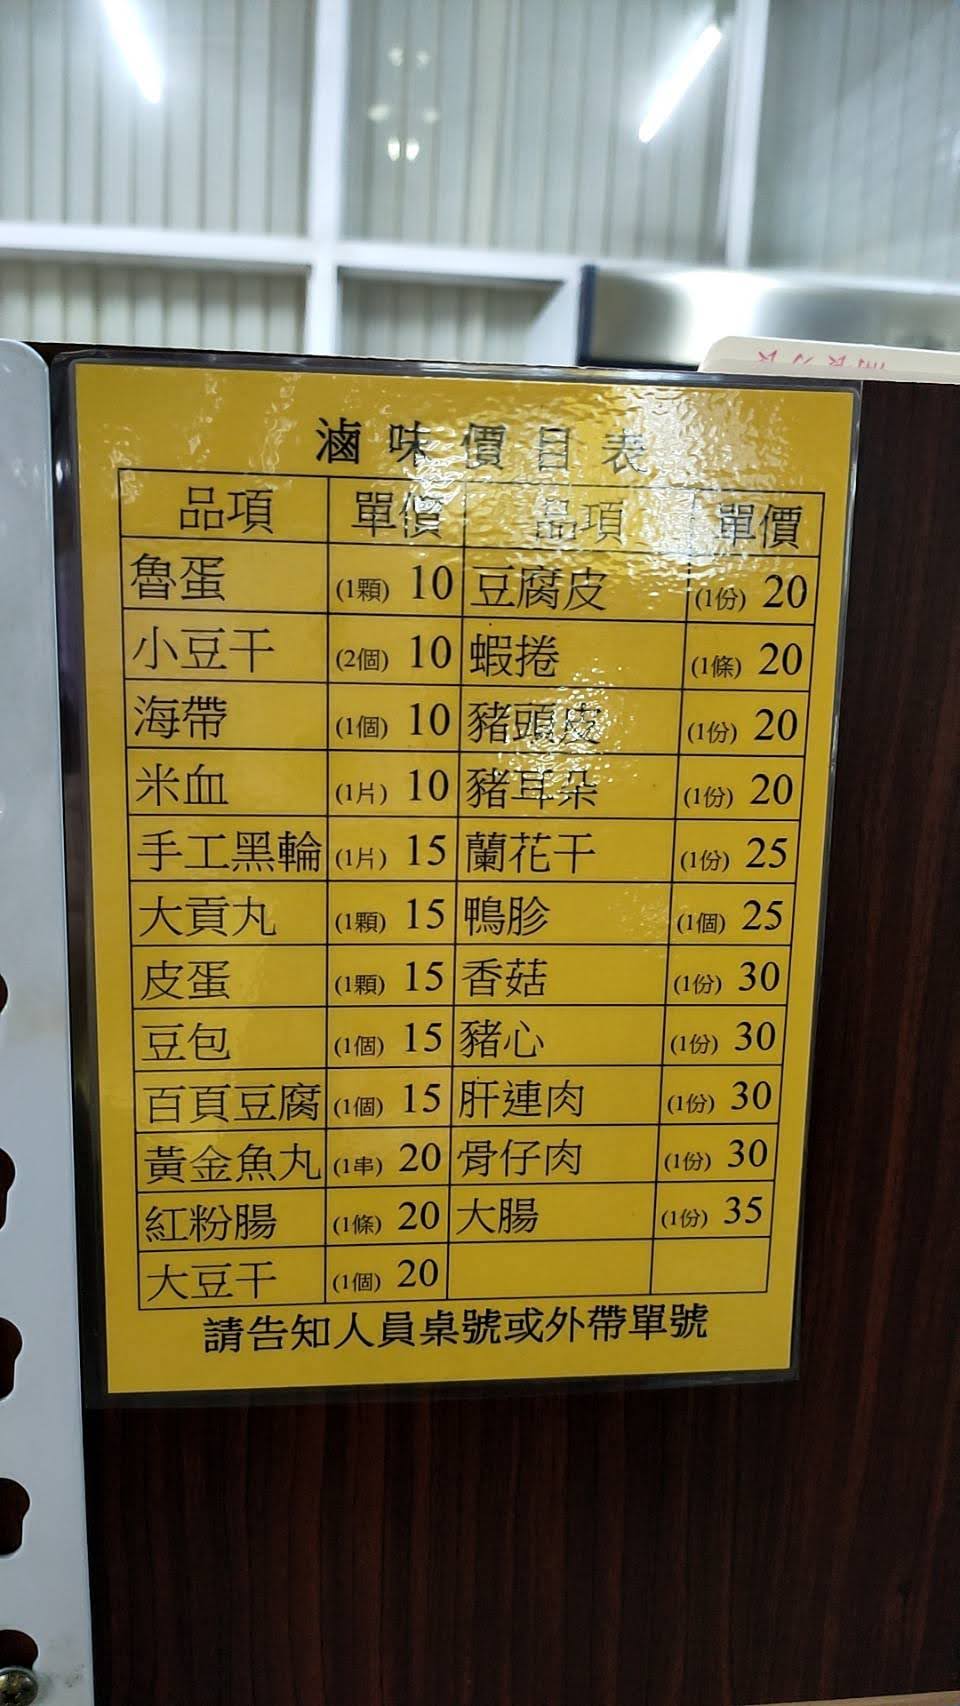 滷味價目表
品項 單價 品項 單價
魯蛋 (1顆) 10 豆腐皮 (1份) 20
小豆干 (2個) 10 蝦捲 (1條) 20
海帶 (1個) 10 豬頭皮 (1份) 20
米血 (1片) 10 豬耳朵 (1份) 20
手工黑輪 (1片) 15 蘭花干 (1份) 25
大貢丸 (1顆) 15 鴨胗 (1個) 25
皮蛋 (1顆) 15 香菇 (1份) 30
豆包 (1個) 15 豬心 (1份) 30
百頁豆腐 (1個) 15 肝連肉 (1份) 30
黃金魚丸 (1串) 20 骨仔肉 (1份) 30
紅粉腸 (1條) 20 大腸 (1份) 35
大豆干 (1個) 20
請告知人員桌號或外帶單號